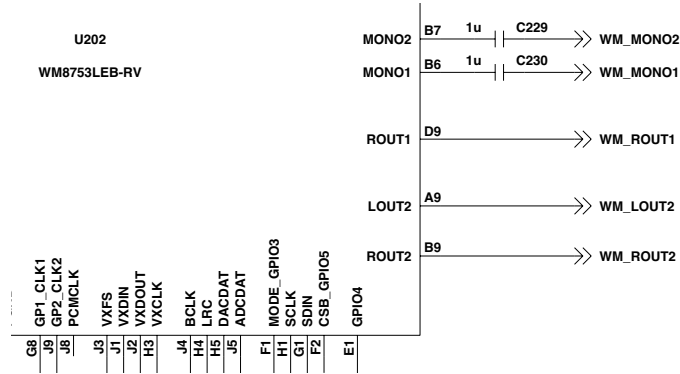 U202
WM8753LEB-RV
MONO2 B7 1u C229 WM_MONO2
MONO1 B6 1u C230 WM_MONO1
ROUT1 D9 WM_ROUT1
LOUT2 A9 WM_LOUT2
ROUT2 B9 WM_ROUT2
GP1_CLK1
GP2_CLK2
PCMCLK
VXFS
VXDIN
VXDOUT
VXCLK
BCLK
LRC
DACDAT
ADCDAT
MODE_GPIO3
SCLK
SDIN
CSB_GPIO5
GPIO4
G8
J9
J8
J3
J1
J2
H3
J4
H4
H5
J5
F1
H1
G1
F2
E1